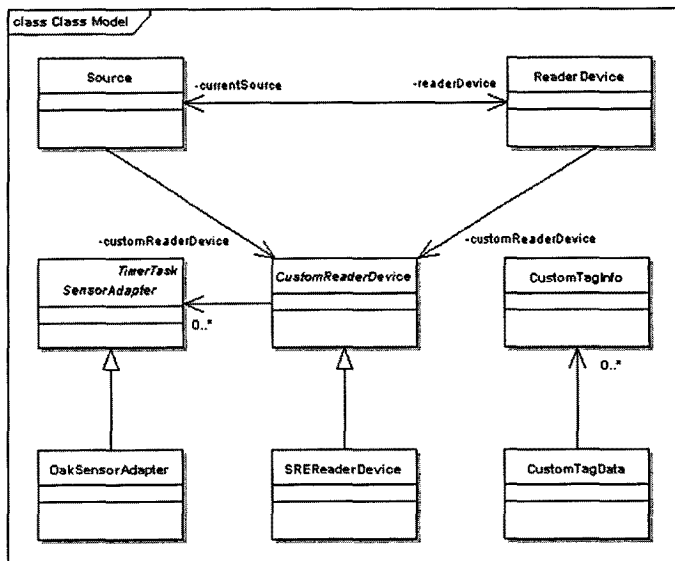 class Class Model
Source
ReaderDevice
-currentSource
-readerDevice
-customReaderDevice
-customReaderDevice
TimerTask
SensorAdapter
CustomReaderDevice
CustomTagInfo
0..*
0..*
OakSensorAdapter
SREReaderDevice
CustomTagData